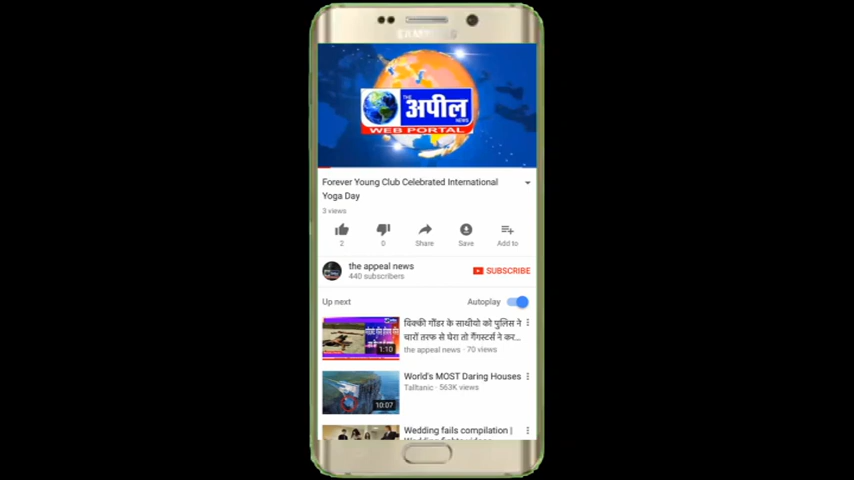 SAMSUNG
THE
अपील
NEWS
WEB PORTAL
Forever Young Club Celebrated International
Yoga Day
3 views
2
0
Share
Save
Add to
the appeal news
440 subscribers
SUBSCRIBE
Up next
Autoplay
विक्की गौंडर के साथीयो को पुलिस ने
चारों तरफ से घेरा तो गैंगस्टर्स ने कर...
the appeal news · 70 views
1:10
World's MOST Daring Houses
Talltanic · 563K views
10:07
Wedding fails compilation |